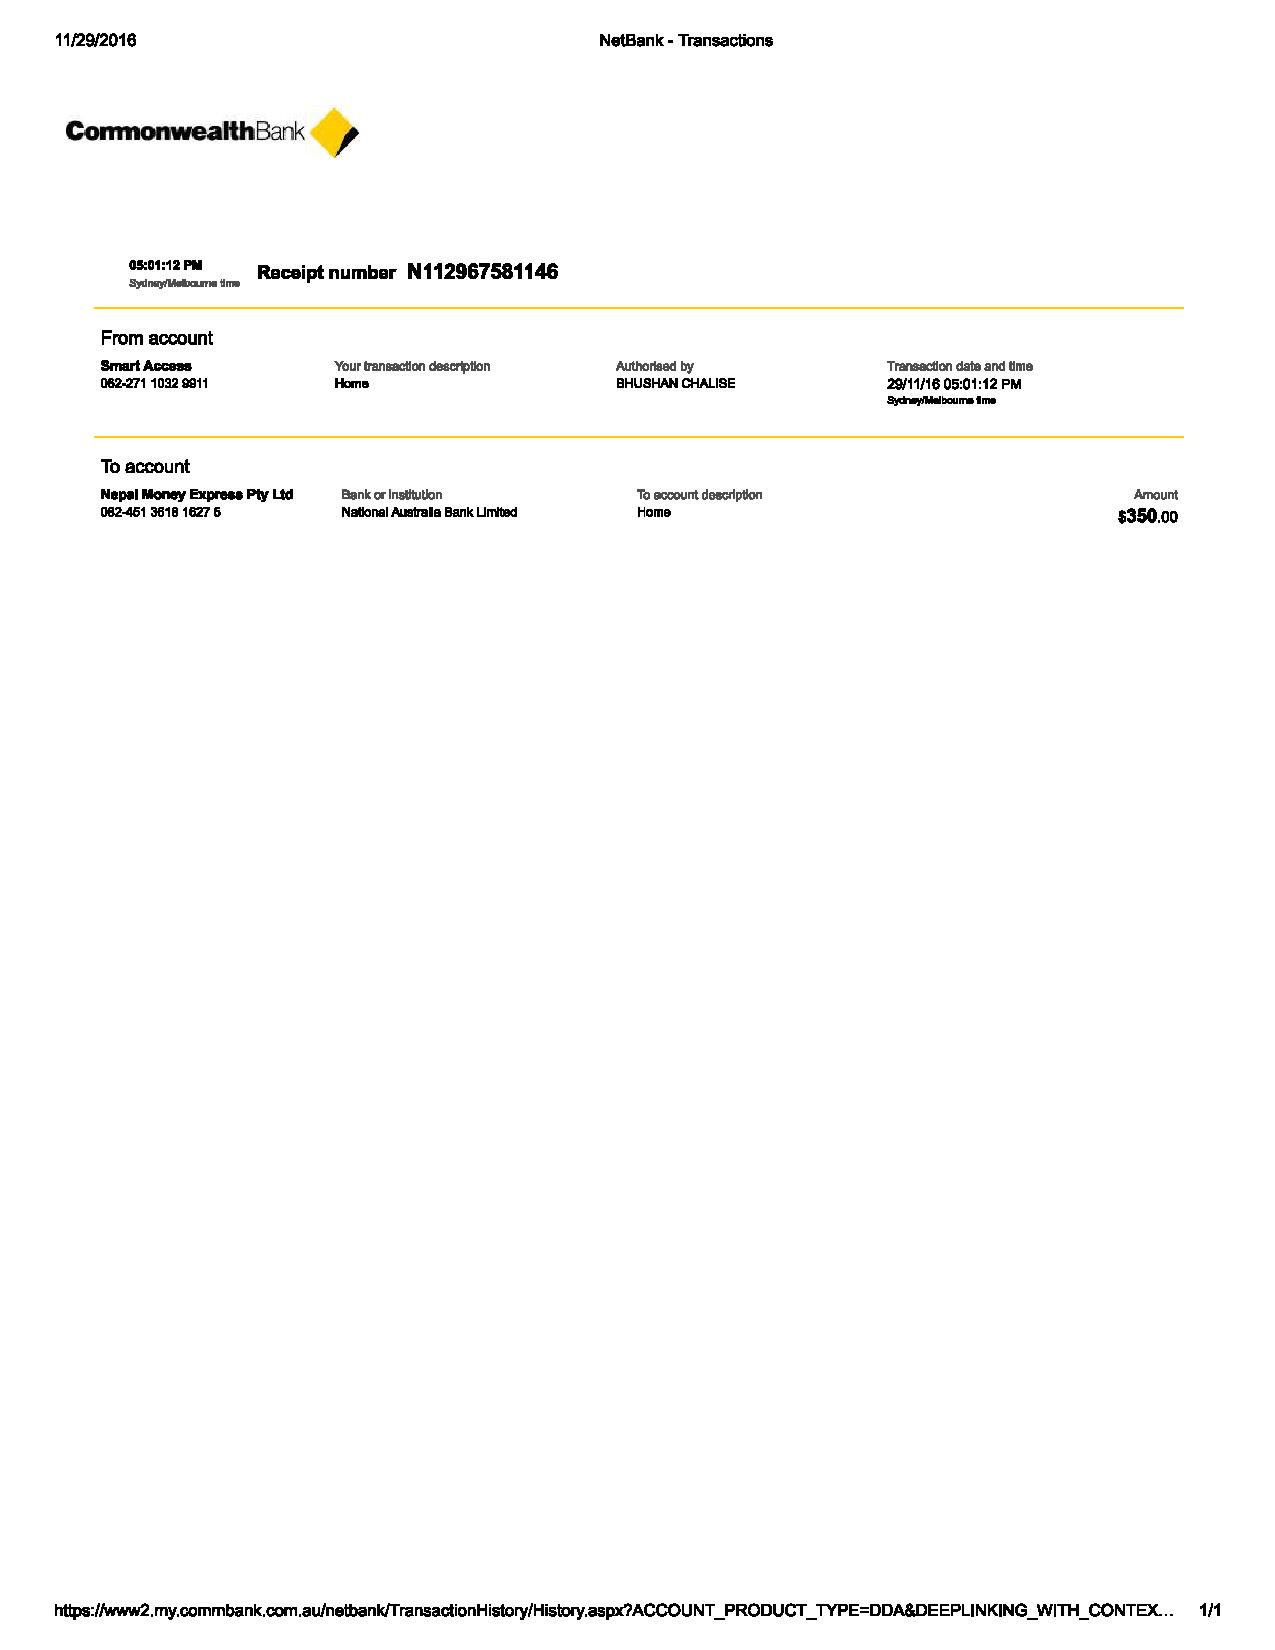 11/29/2016 NetBank - Transactions
CommonwealthBank
05:01:12 PM
Sydney/Melbourne time
Receipt number N112967581146
From account
Smart Access Your transaction description Authorised by Transaction date and time
062-271 1032 9911 Home BHUSHAN CHALISE 29/11/16 05:01:12 PM
Sydney/Melbourne time
To account
Nepal Money Express Pty Ltd Bank or Institution To account description Amount
082-451 3618 1627 5 National Australia Bank Limited Home $350.00
https://www2.my.commbank.com.au/netbank/TransactionHistory/History.aspx?ACCOUNT_PRODUCT_TYPE=DDA&DEEPLINKING_WITH_CONTEX... 1/1